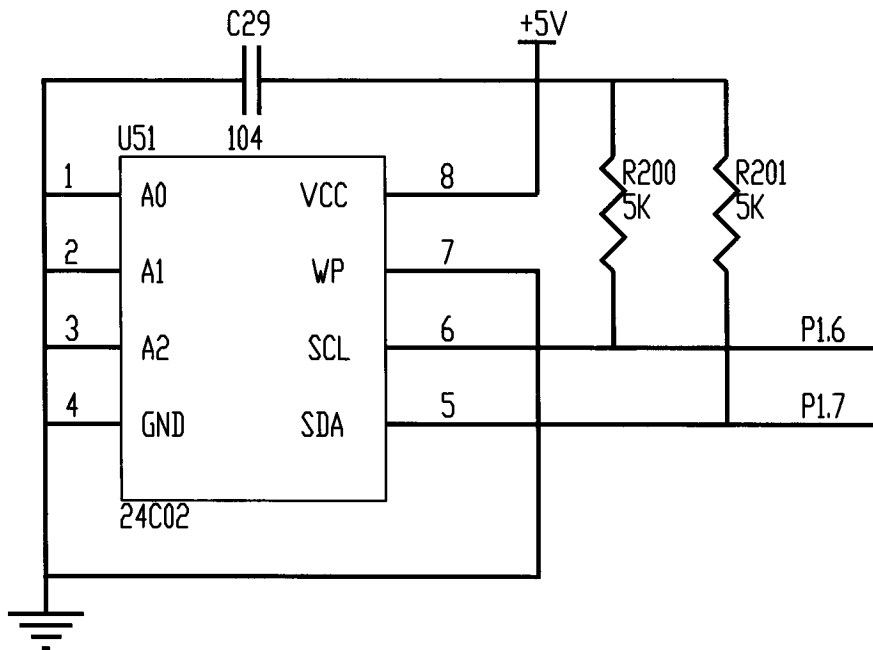 C29
+5V
U51
104
R200
R201
5K
5K
1
A0
VCC
8
2
A1
WP
7
3
A2
SCL
6
P1.6
4
GND
SDA
5
P1.7
24C02